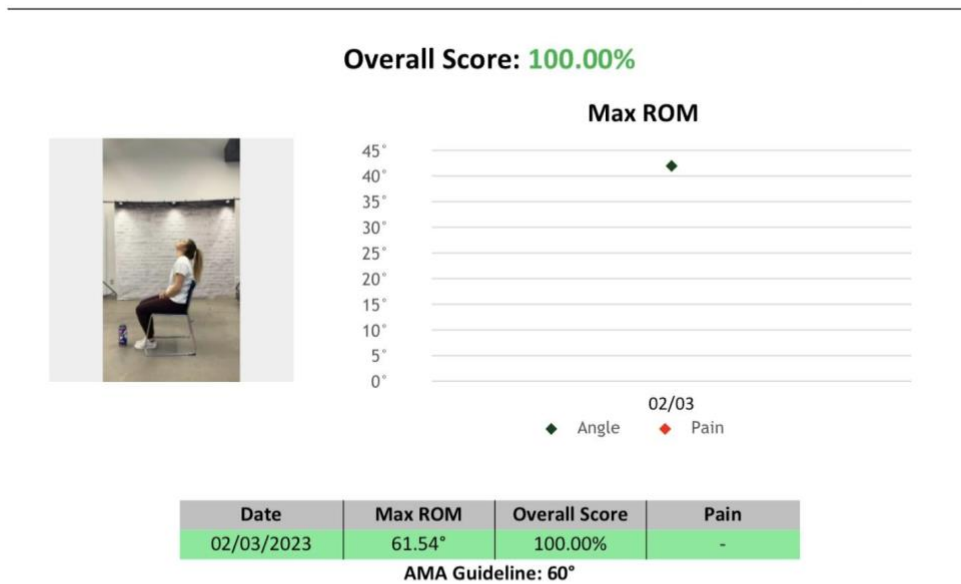 Overall Score: 100.00%
Max ROM
45°
40°
35°
30°
25°
20°
15°
10°
5°
0°
02/03
Angle Pain
Date Max ROM Overall Score Pain
02/03/2023 61.54° 100.00% -
AMA Guideline: 60°